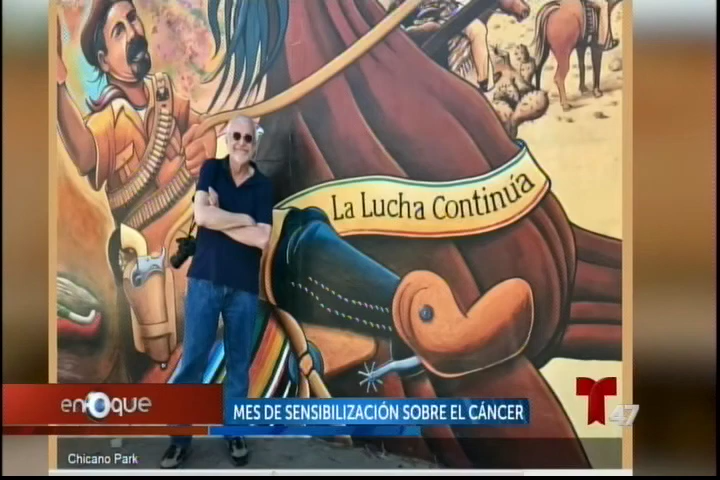 La Lucha Continúa
enfoque
MES DE SENSIBILIZACIÓN SOBRE EL CÁNCER
T 47
Chicano Park